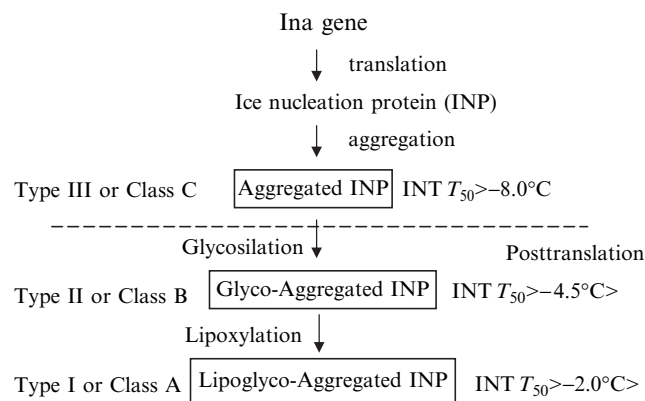 Ina gene
translation
Ice nucleation protein (INP)
aggregation
Type III or Class C Aggregated INP INT T50>−8.0°C
Glycosilation Posttranslation
Type II or Class B Glyco-Aggregated INP INT T50>−4.5°C>
Lipoxylation
Type I or Class A Lipoglyco-Aggregated INP INT T50>−2.0°C>